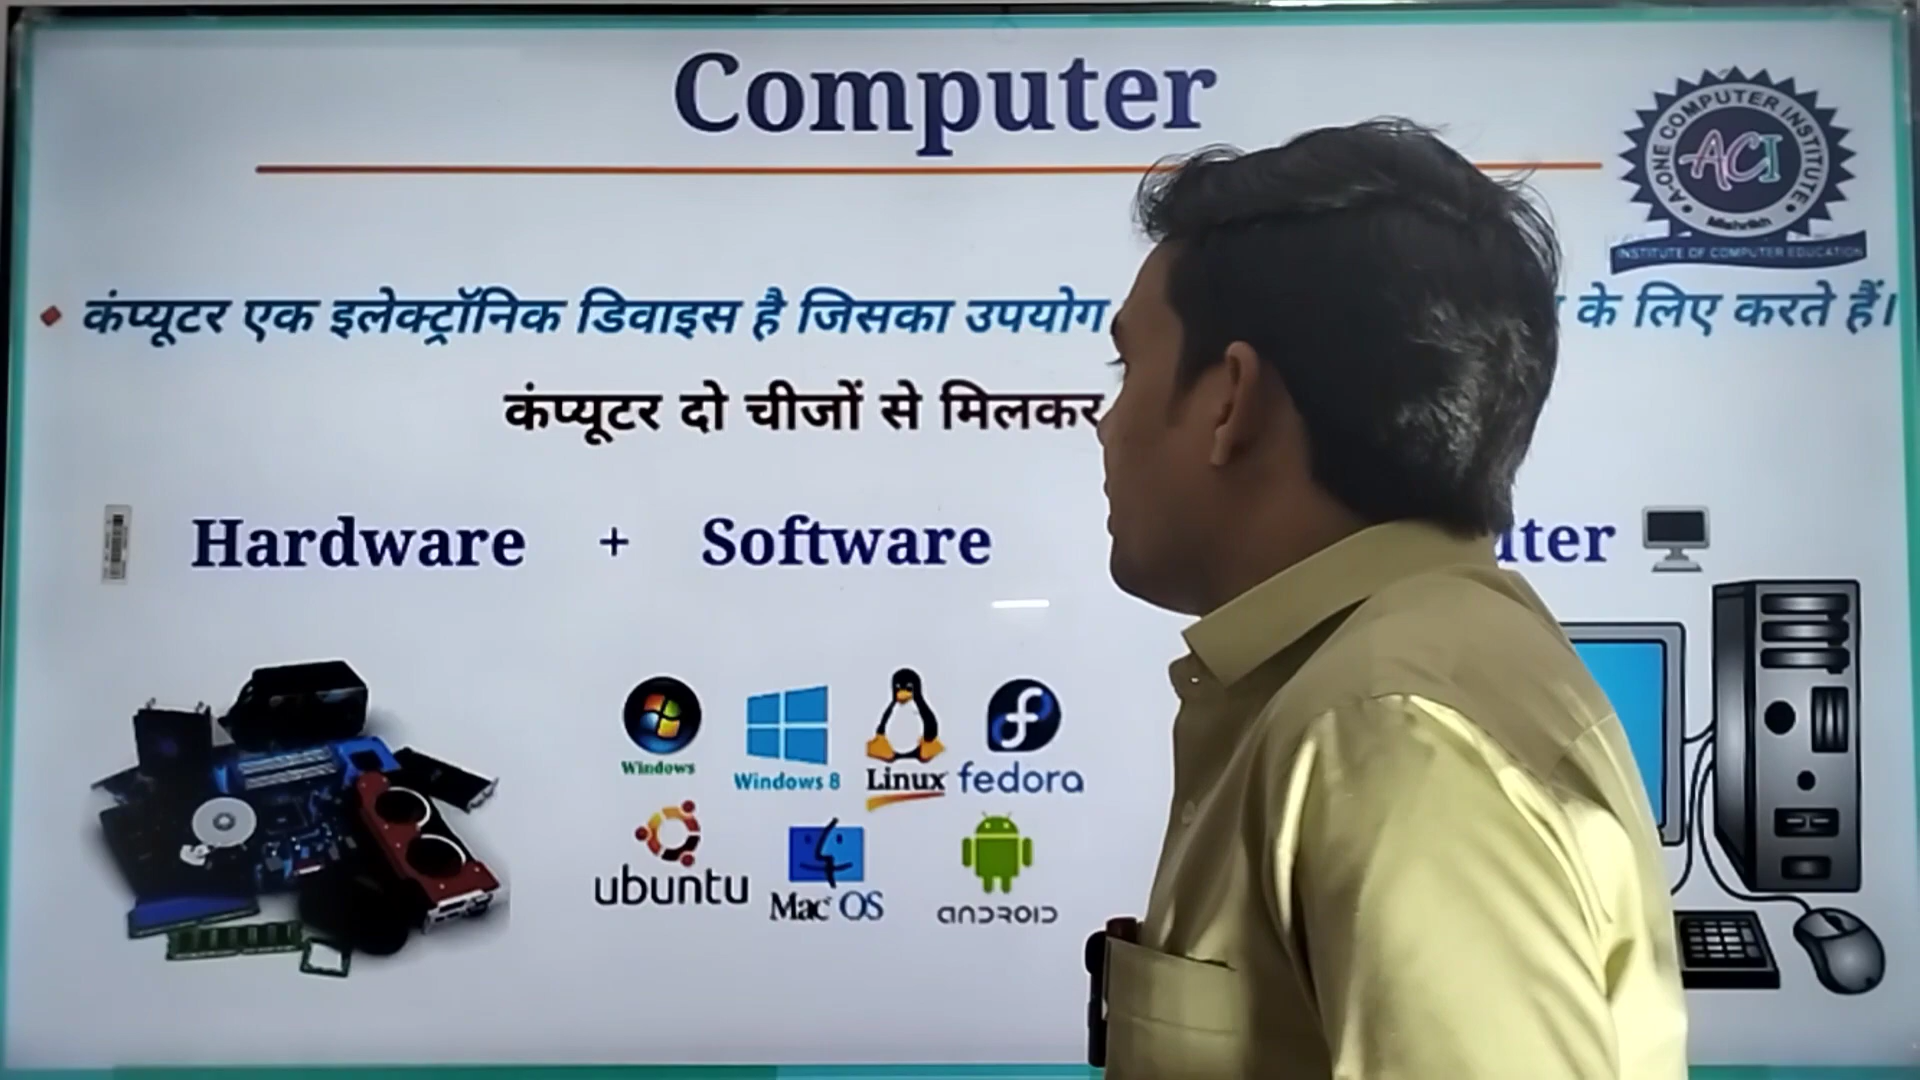 Computer
A-ONE COMPUTER INSTITUTE
ACI
Mishrikh
INSTITUTE OF COMPUTER EDUCATION
कंप्यूटर एक इलेक्ट्रॉनिक डिवाइस है जिसका उपयोग के लिए करते हैं।
कंप्यूटर दो चीजों से मिलकर
Hardware + Software uter
Windows Windows 8 Linux fedora
ubuntu Mac OS ANDROID